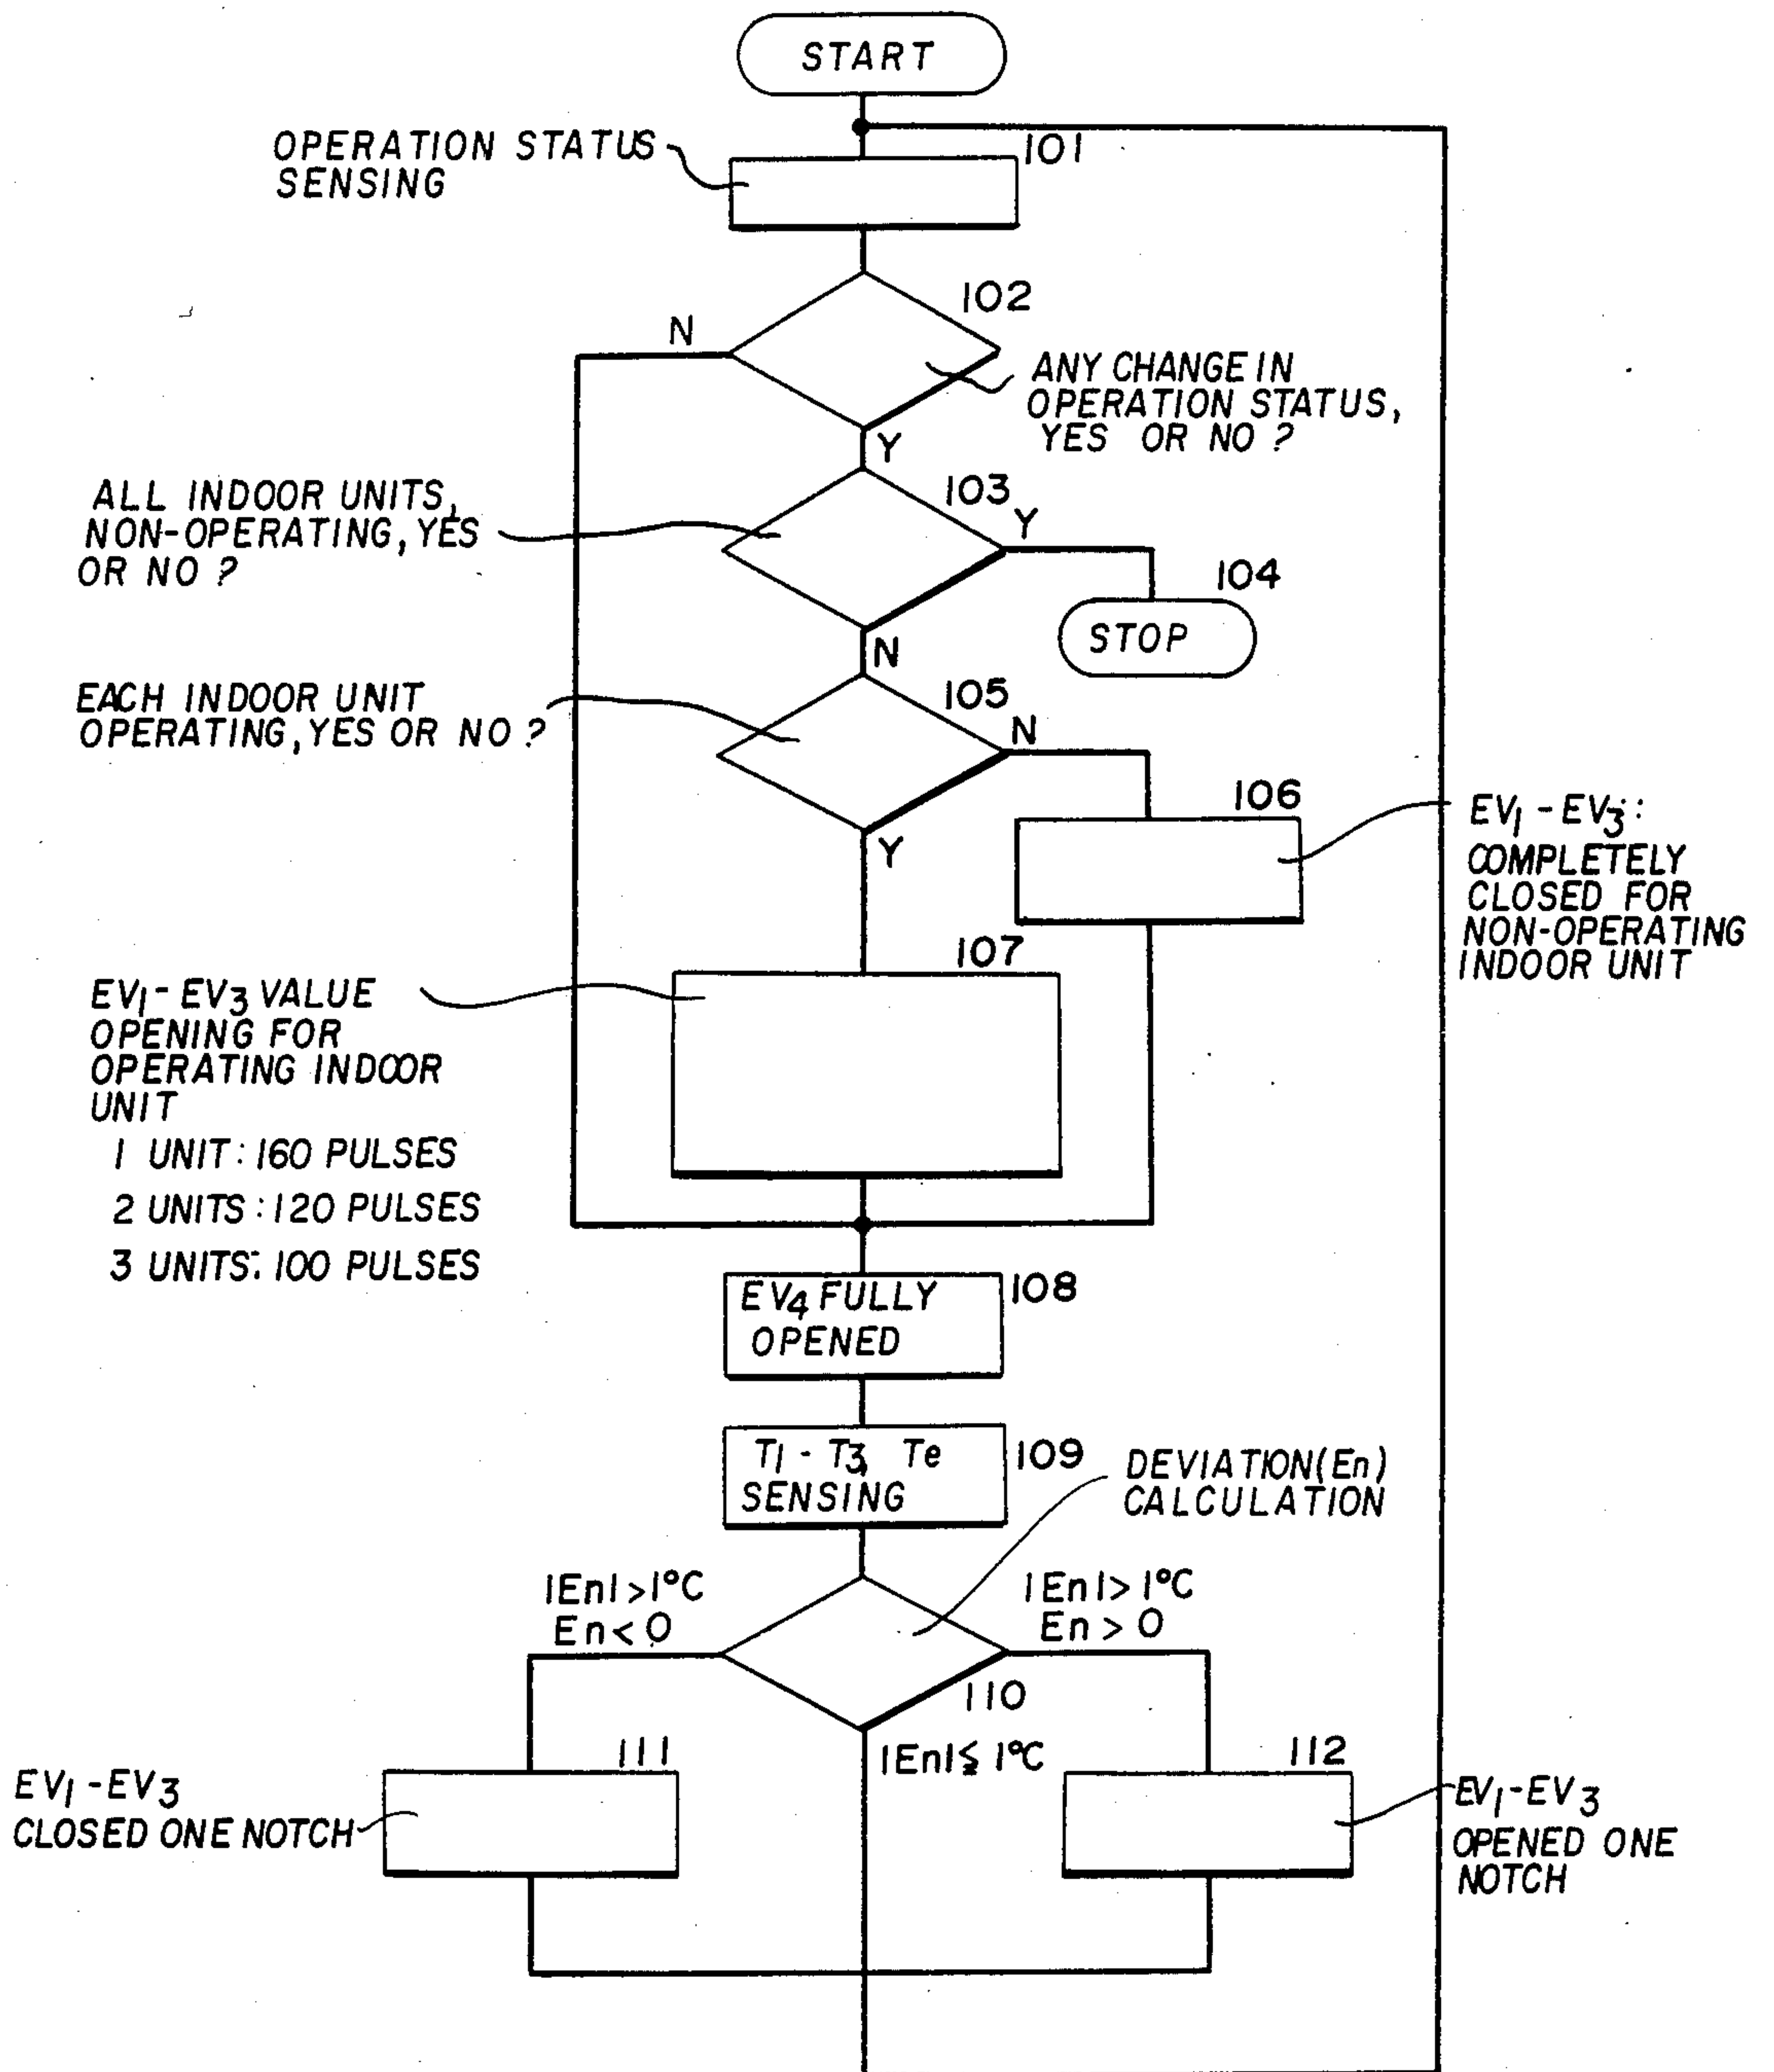 START
OPERATION STATUS
SENSING
101
102
N
ANY CHANGE IN
OPERATION STATUS,
YES OR NO ?
Y
ALL INDOOR UNITS,
NON-OPERATING, YES
OR NO ?
103
Y
104
STOP
N
EACH INDOOR UNIT
OPERATING, YES OR NO ?
105
N
Y
106
EV1 - EV3::
COMPLETELY
CLOSED FOR
NON-OPERATING
INDOOR UNIT
107
EV1 - EV3 VALUE
OPENING FOR
OPERATING INDOOR
UNIT
1 UNIT: 160 PULSES
2 UNITS : 120 PULSES
3 UNITS: 100 PULSES
EV4 FULLY
OPENED
108
T1 - T3, Te
SENSING
109
DEVIATION(En)
CALCULATION
|En| > 1°C
En < 0
|En| > 1°C
En > 0
110
|En| ≦ 1°C
111
EV1 - EV3
CLOSED ONE NOTCH
112
EV1 - EV3
OPENED ONE
NOTCH